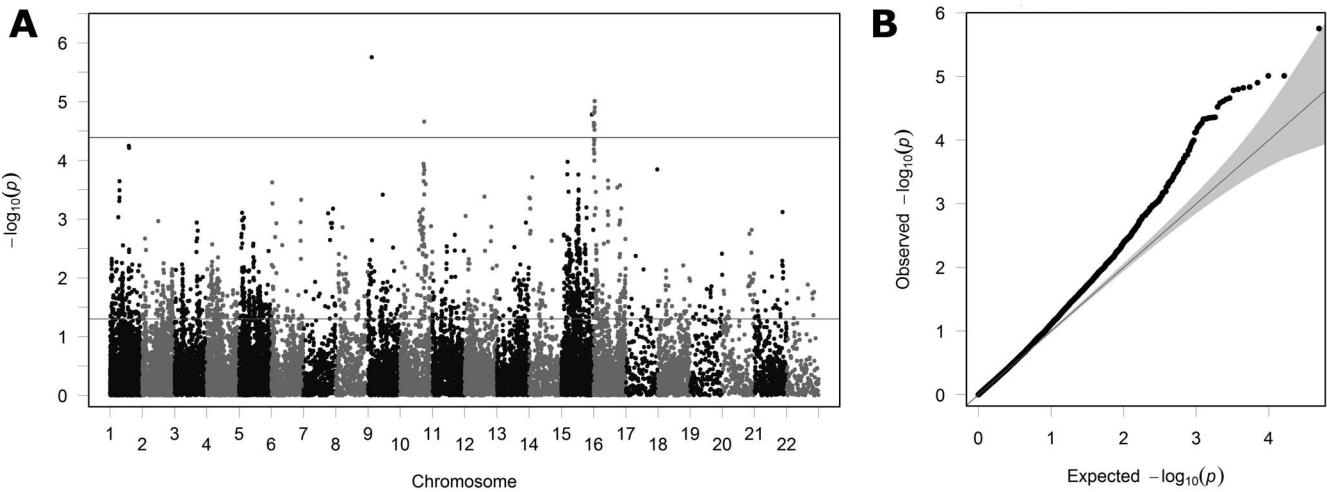 A
−log₁₀(p)
6
5
4
3
2
1
0
1 2 3 4 5 6 7 8 9 10 11 12 13 14 15 16 17 18 19 20 21 22
Chromosome
B
Observed −log₁₀(p)
6
5
4
3
2
1
0
0 1 2 3 4
Expected −log₁₀(p)